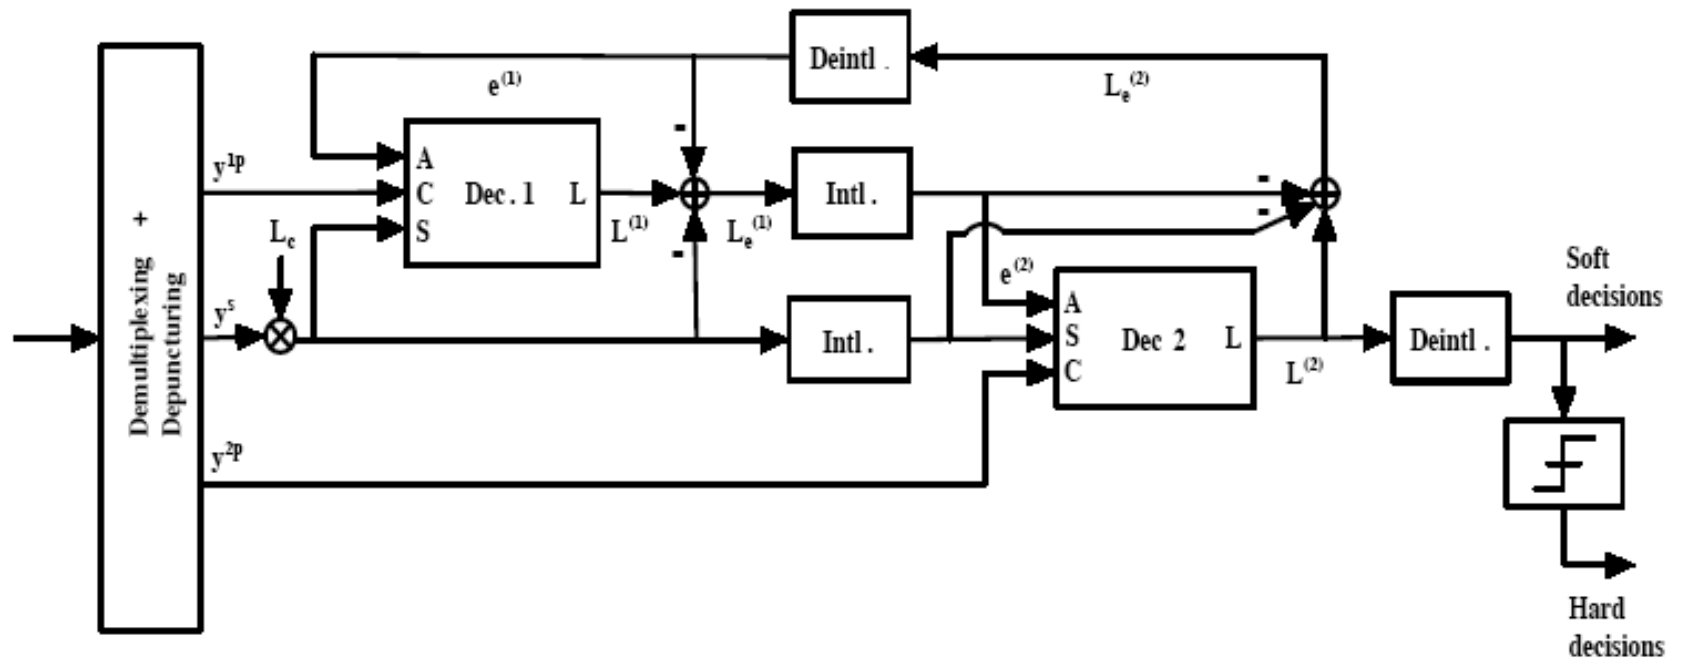 Deintl .
e(1)
Le(2)
-
y1p
A
C
S
Dec . 1
L
L(1)
-
Le(1)
Intl .
-
-
Lc
ys
Demultiplexing +
Depuncturing
Intl .
e(2)
A
S
C
Dec 2
L
L(2)
Deintl .
Soft
decisions
y2p
Hard
decisions